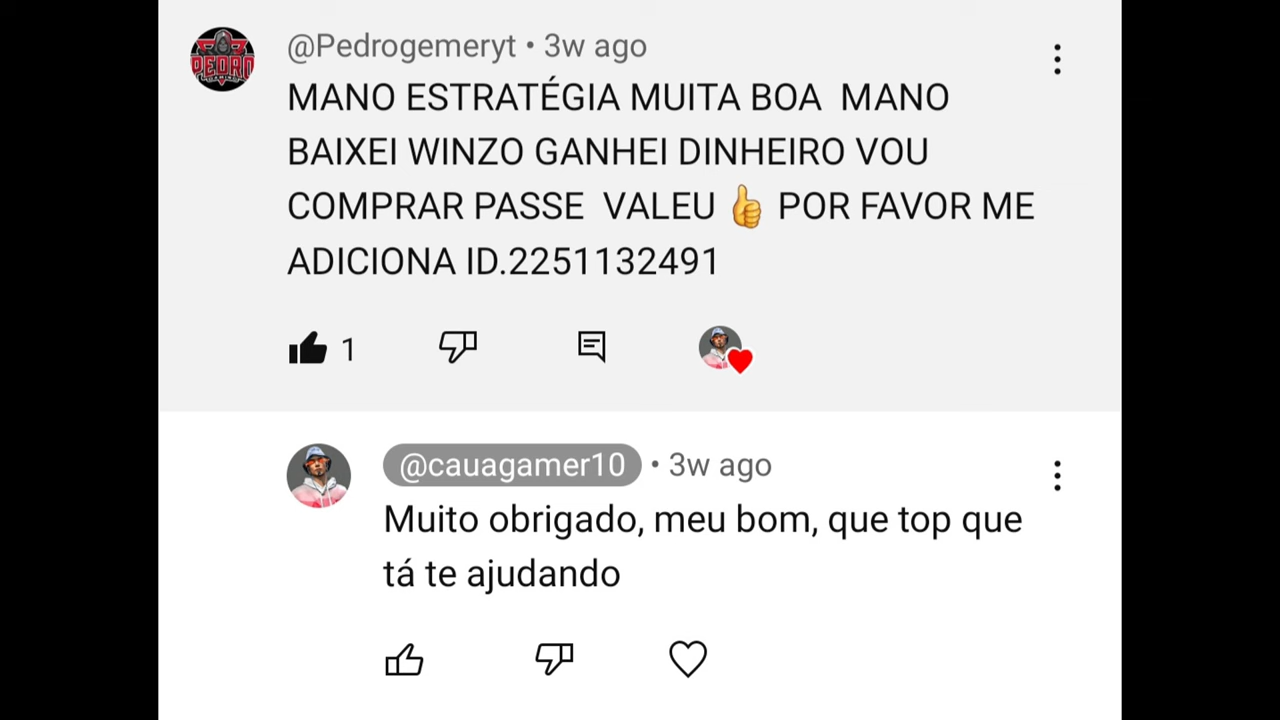 @Pedrogemeryt • 3w ago
MANO ESTRATÉGIA MUITA BOA MANO
BAIXEI WINZO GANHEI DINHEIRO VOU
COMPRAR PASSE VALEU 👍 POR FAVOR ME
ADICIONA ID.2251132491
1
@cauagamer10 • 3w ago
Muito obrigado, meu bom, que top que
tá te ajudando
PEDRO